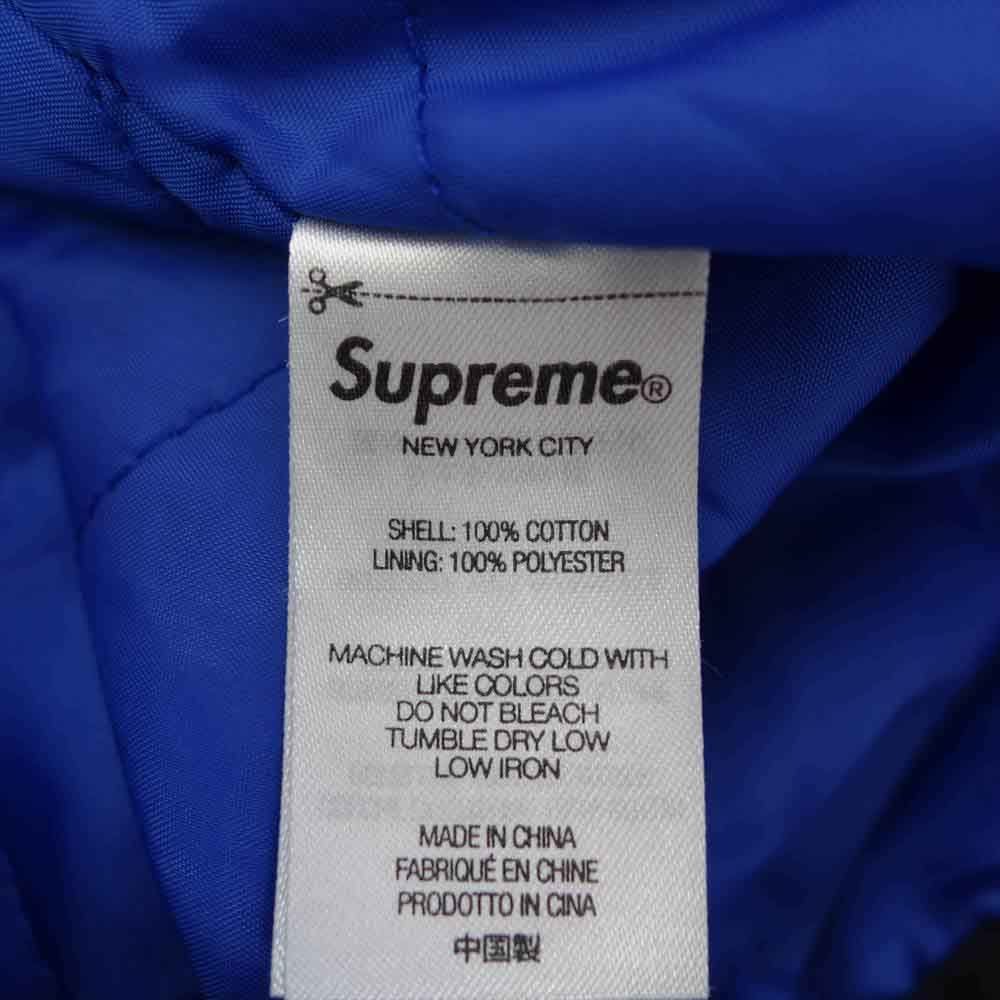 Supreme®
NEW YORK CITY
SHELL: 100% COTTON
LINING: 100% POLYESTER
MACHINE WASH COLD WITH
LIKE COLORS
DO NOT BLEACH
TUMBLE DRY LOW
LOW IRON
MADE IN CHINA
FABRIQUÉ EN CHINE
PRODOTTO IN CINA
中国製